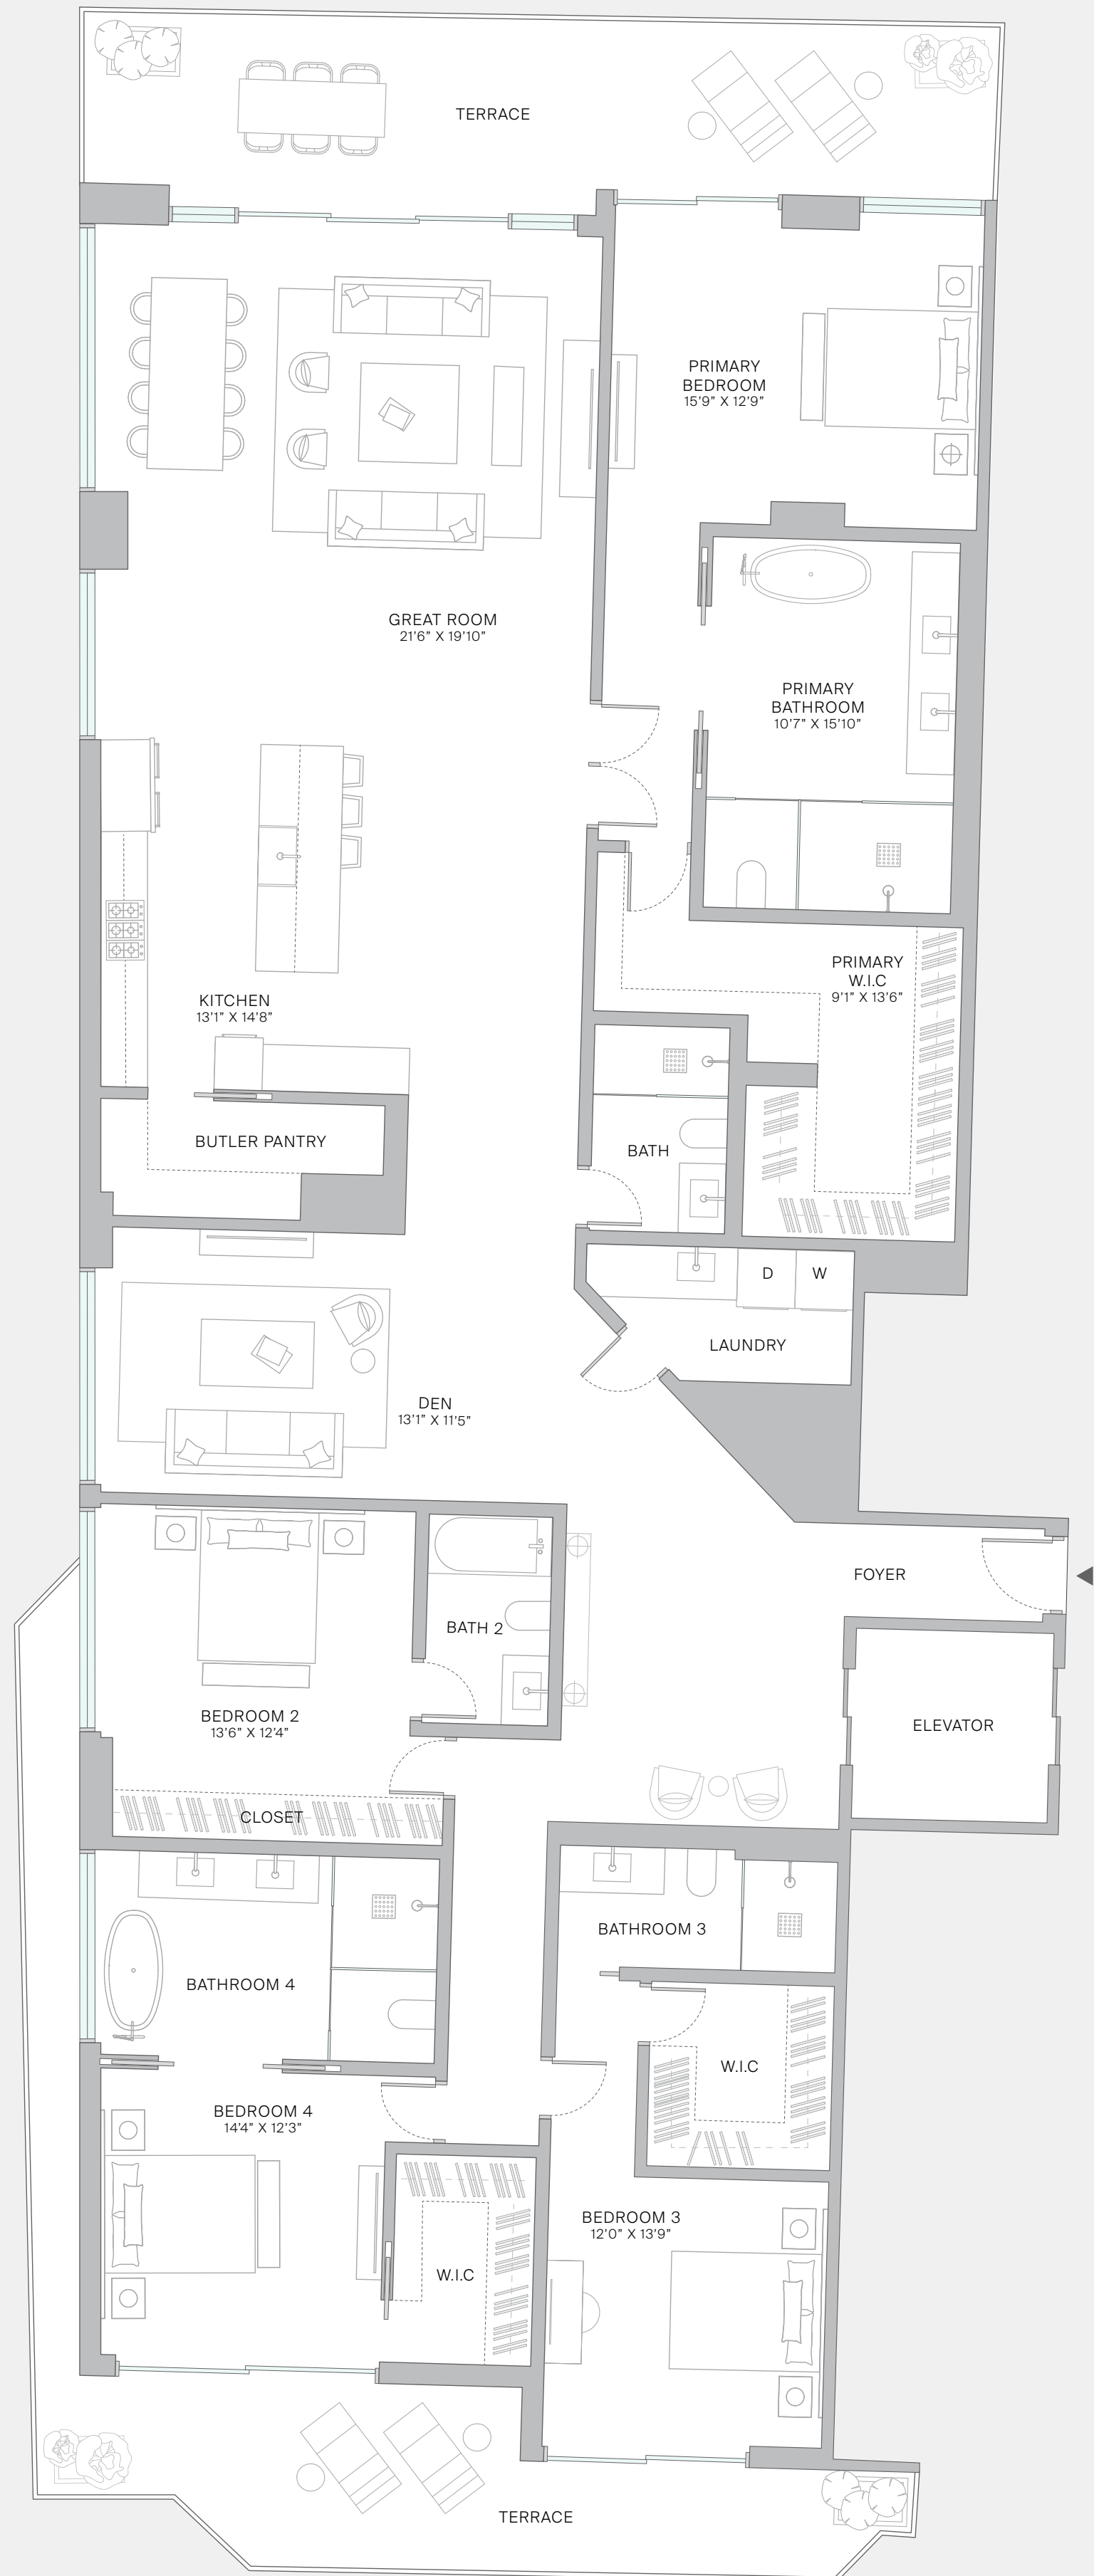 TERRACE
PRIMARY
BEDROOM
15'9" X 12'9"
GREAT ROOM
21'6" X 19'10"
PRIMARY
BATHROOM
10'7" X 15'10"
PRIMARY
W.I.C
9'1" X 13'6"
KITCHEN
13'1" X 14'8"
BUTLER PANTRY
BATH
D
W
LAUNDRY
DEN
13'1" X 11'5"
FOYER
BATH 2
BEDROOM 2
13'6" X 12'4"
ELEVATOR
CLOSET
BATHROOM 3
BATHROOM 4
W.I.C
BEDROOM 4
14'4" X 12'3"
BEDROOM 3
12'0" X 13'9"
W.I.C
TERRACE